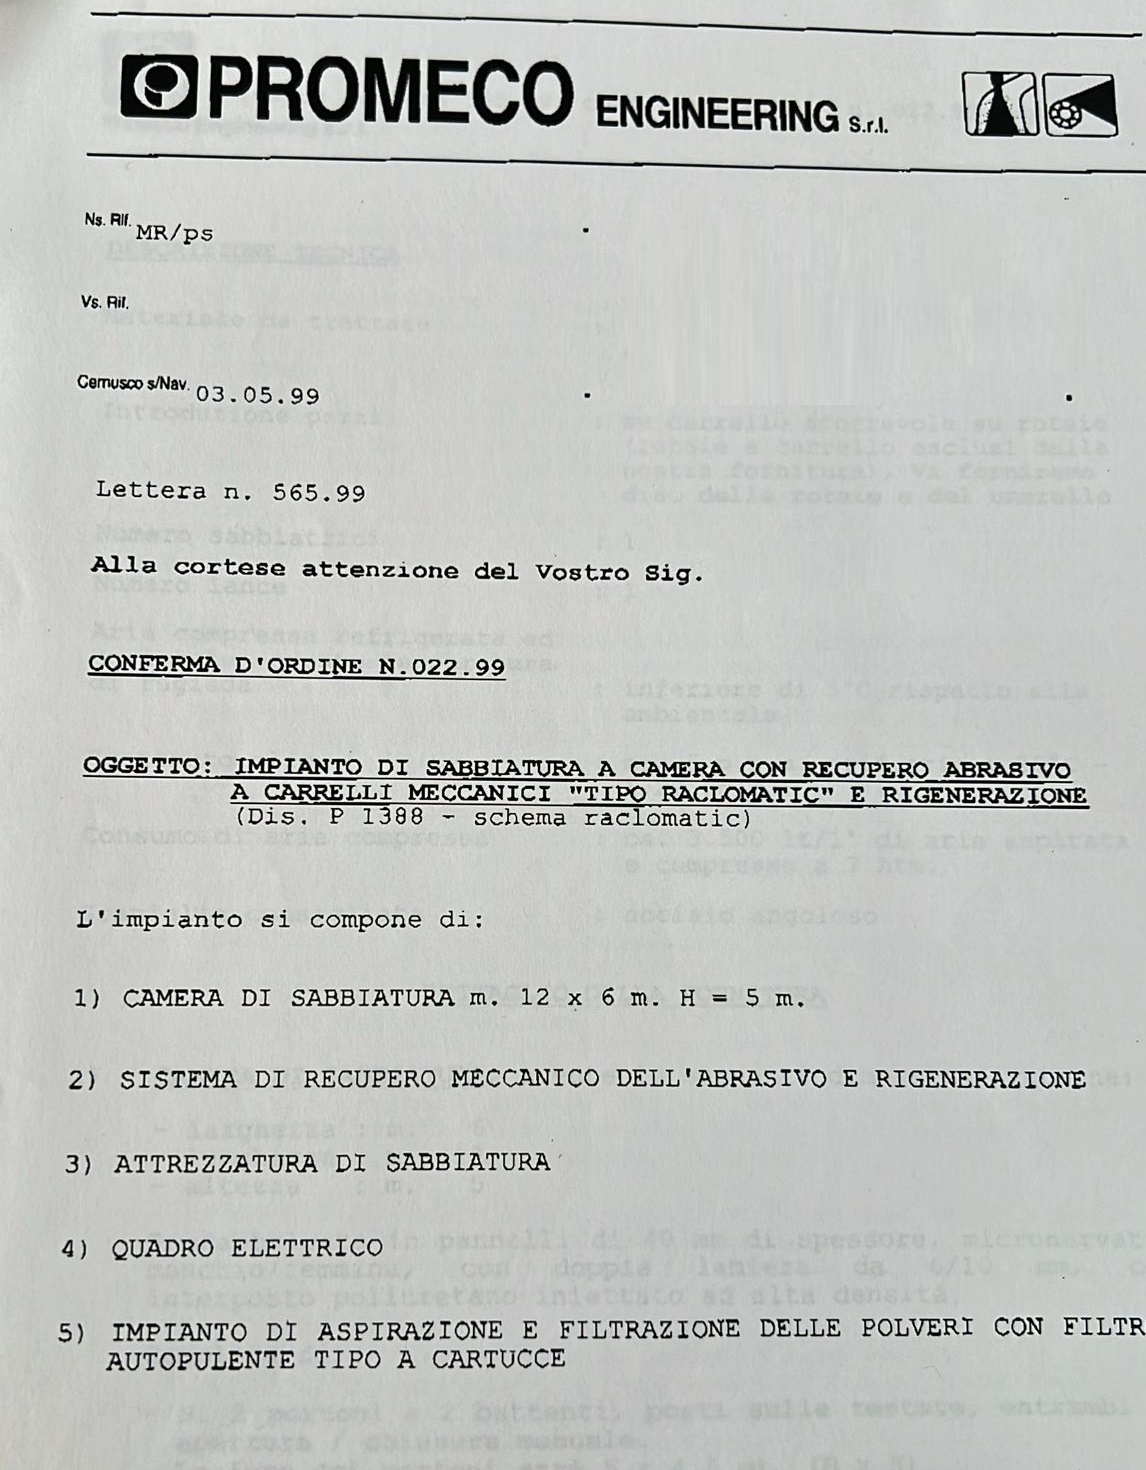 PROMECO ENGINEERING S.r.l.
Ns. Rif. MR/ps
Vs. Rif.
Cernusco s/Nav. 03.05.99
Lettera n. 565.99
Alla cortese attenzione del Vostro Sig.
CONFERMA D'ORDINE N.022.99
OGGETTO: IMPIANTO DI SABBIATURA A CAMERA CON RECUPERO ABRASIVO
A CARRELLI MECCANICI "TIPO RACLOMATIC" E RIGENERAZIONE
(Dis. P 1388 - schema raclomatic)
L'impianto si compone di:
1) CAMERA DI SABBIATURA m. 12 x 6 m. H = 5 m.
2) SISTEMA DI RECUPERO MECCANICO DELL'ABRASIVO E RIGENERAZIONE
3) ATTREZZATURA DI SABBIATURA
4) QUADRO ELETTRICO
5) IMPIANTO DI ASPIRAZIONE E FILTRAZIONE DELLE POLVERI CON FILTR
AUTOPULENTE TIPO A CARTUCCE